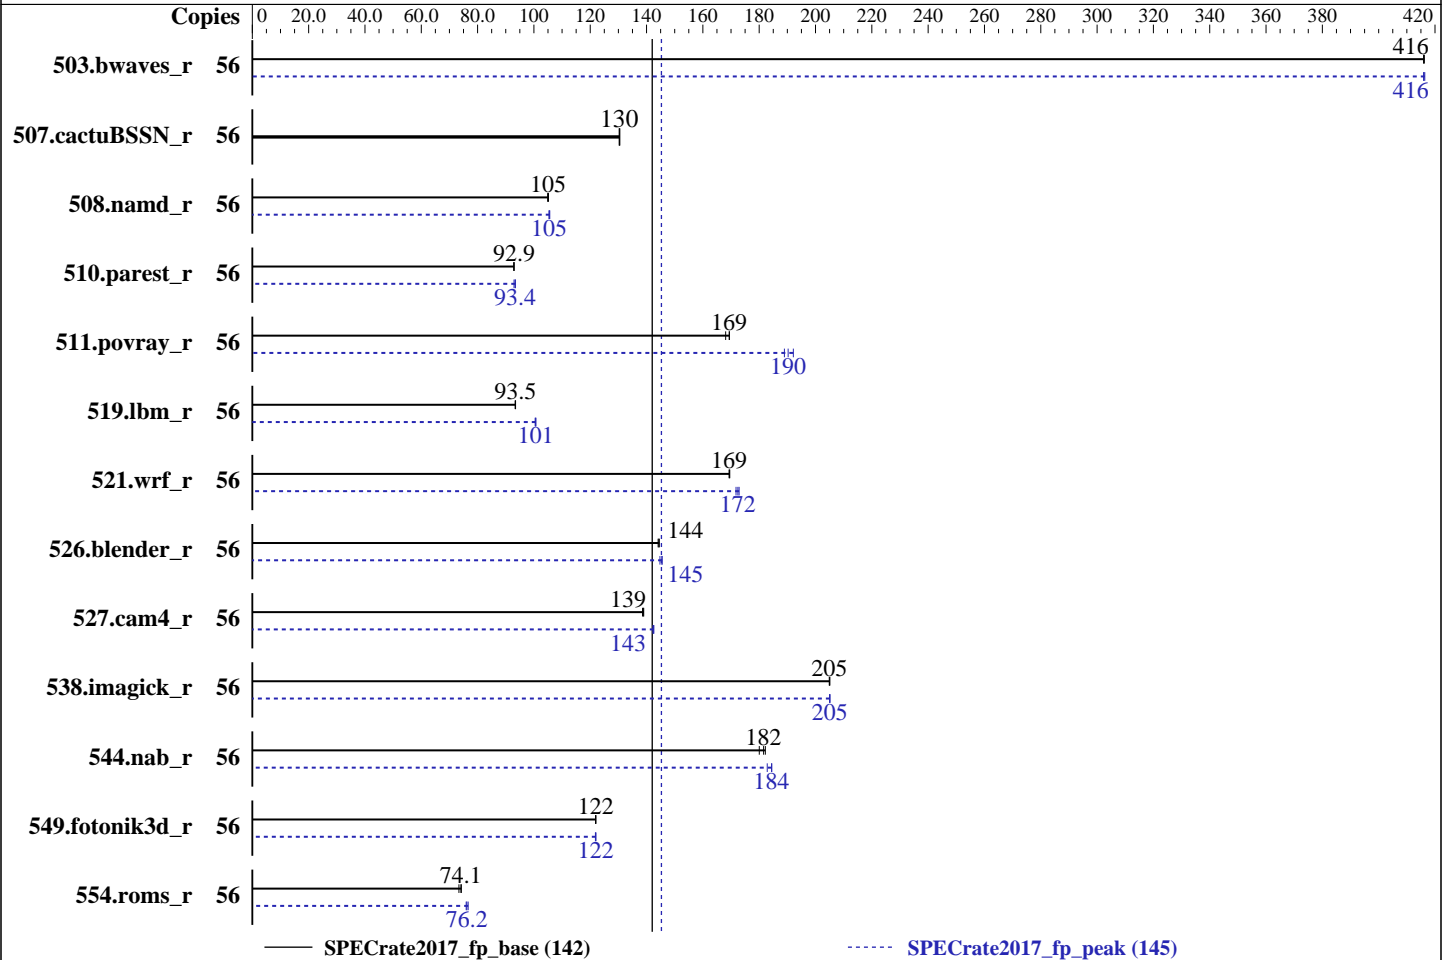 Copies 0 20.0 40.0 60.0 80.0 100 120 140 160 180 200 220 240 260 280 300 320 340 360 380 420
416
503.bwaves_r 56
416
130
507.cactuBSSN_r 56
105
508.namd_r 56
105
92.9
510.parest_r 56
93.4
169
511.povray_r 56
190
93.5
519.lbm_r 56
101
169
521.wrf_r 56
172
144
526.blender_r 56
145
139
527.cam4_r 56
143
205
538.imagick_r 56
205
182
544.nab_r 56
184
122
549.fotonik3d_r 56
122
74.1
554.roms_r 56
76.2
SPECrate2017_fp_base (142) SPECrate2017_fp_peak (145)